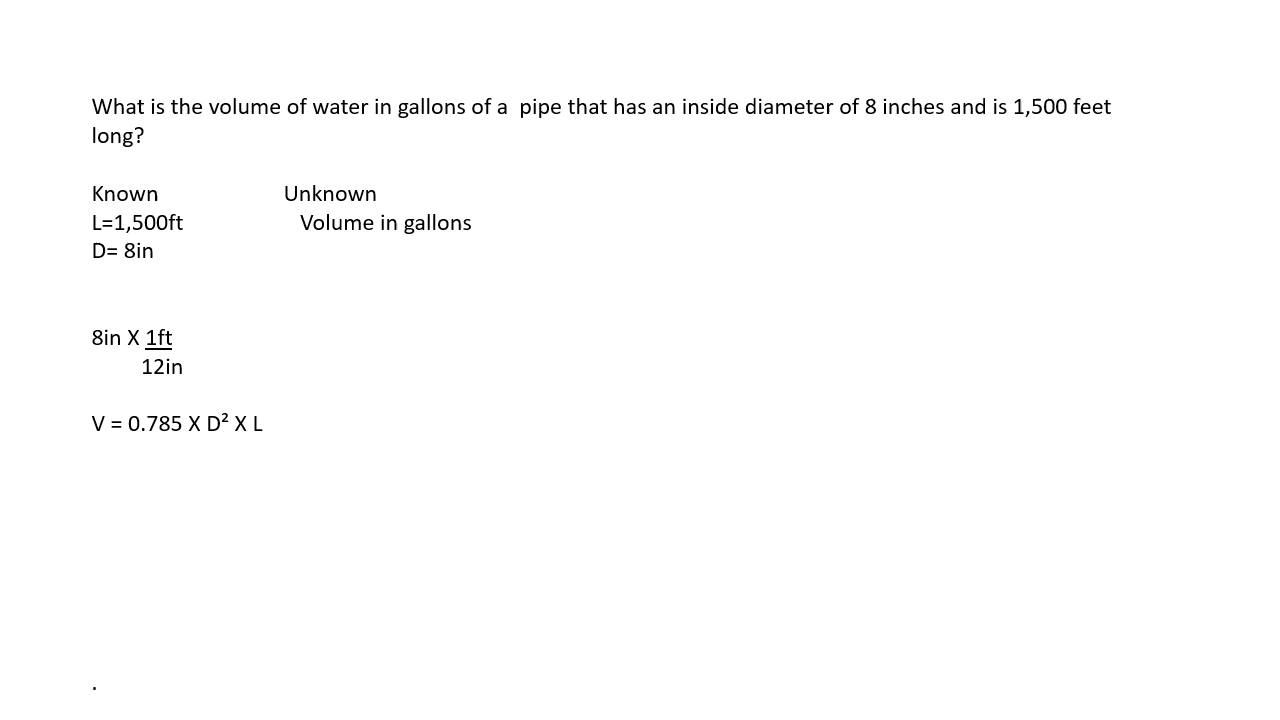 What is the volume of water in gallons of a  pipe that has an inside diameter of 8 inches and is 1,500 feet
long?
Known Unknown
L=1,500ft Volume in gallons
D= 8in
8in X 1ft
12in
V = 0.785 X D² X L
.